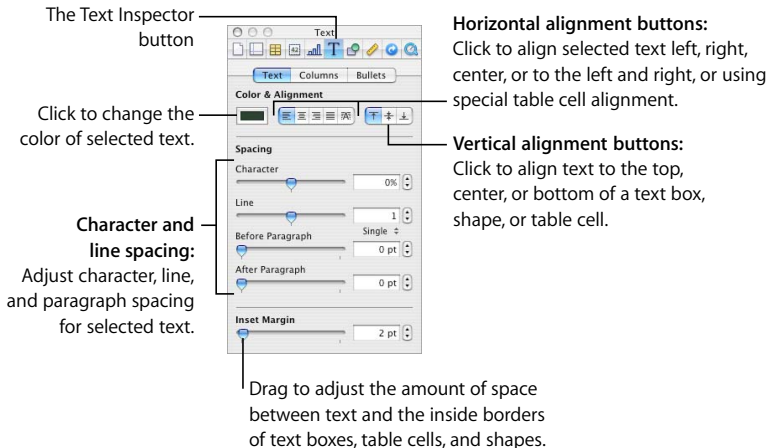 The Text Inspector
button
Click to change the
color of selected text.
Character and
line spacing:
Adjust character, line,
and paragraph spacing
for selected text.
Text
42
T
Text Columns Bullets
Color & Alignment
Spacing
Character
0%
Line
1
Single
Before Paragraph
0 pt
After Paragraph
0 pt
Inset Margin
2 pt
Horizontal alignment buttons:
Click to align selected text left, right,
center, or to the left and right, or using
special table cell alignment.
Vertical alignment buttons:
Click to align text to the top,
center, or bottom of a text box,
shape, or table cell.
Drag to adjust the amount of space
between text and the inside borders
of text boxes, table cells, and shapes.